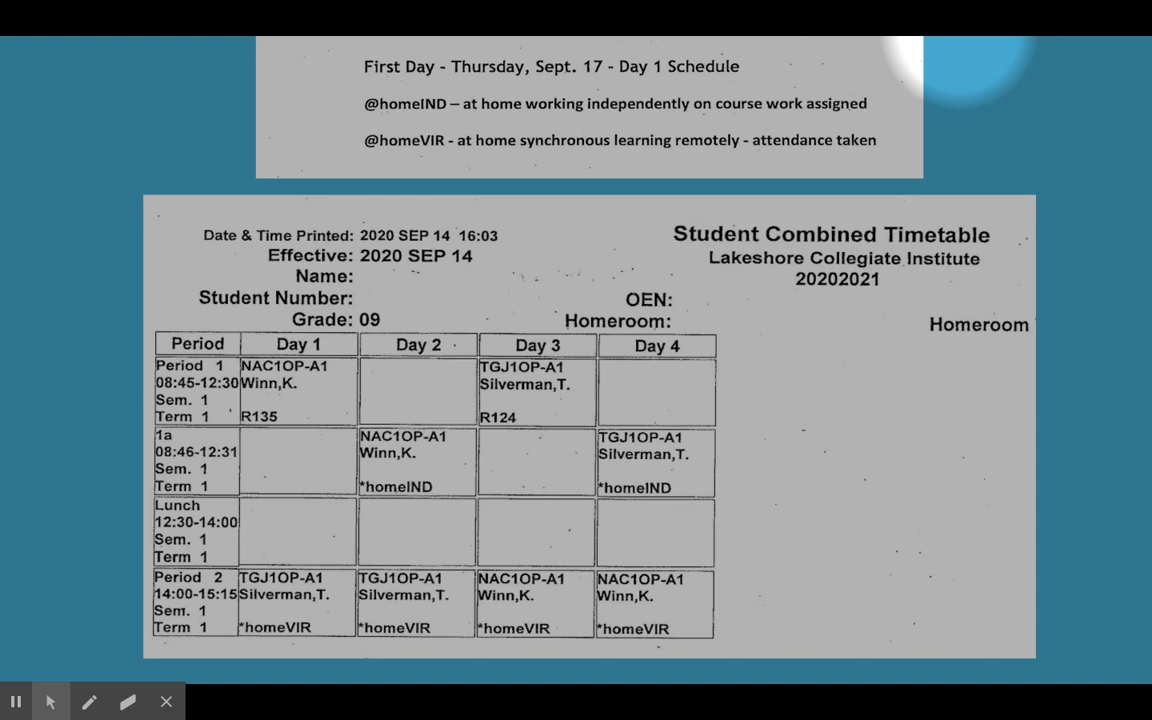 First Day - Thursday, Sept. 17 - Day 1 Schedule
@homeIND – at home working independently on course work assigned
@homeVIR - at home synchronous learning remotely - attendance taken
Date & Time Printed: 2020 SEP 14 16:03
Student Combined Timetable
Effective: 2020 SEP 14
Lakeshore Collegiate Institute
Name:
20202021
Student Number:
OEN:
Grade: 09
Homeroom:
Homeroom
Period Day 1 Day 2 Day 3 Day 4
Period 1 NAC1OP-A1 TGJ1OP-A1
08:45-12:30 Winn,K. Silverman,T.
Sem. 1
Term 1 R135 R124
1a NAC1OP-A1 TGJ1OP-A1
08:46-12:31 Winn,K. Silverman,T.
Sem. 1
Term 1 *homeIND *homeIND
Lunch
12:30-14:00
Sem. 1
Term 1
Period 2 TGJ1OP-A1 TGJ1OP-A1 NAC1OP-A1 NAC1OP-A1
14:00-15:15 Silverman,T. Silverman,T. Winn,K. Winn,K.
Sem. 1
Term 1 *homeVIR *homeVIR *homeVIR *homeVIR